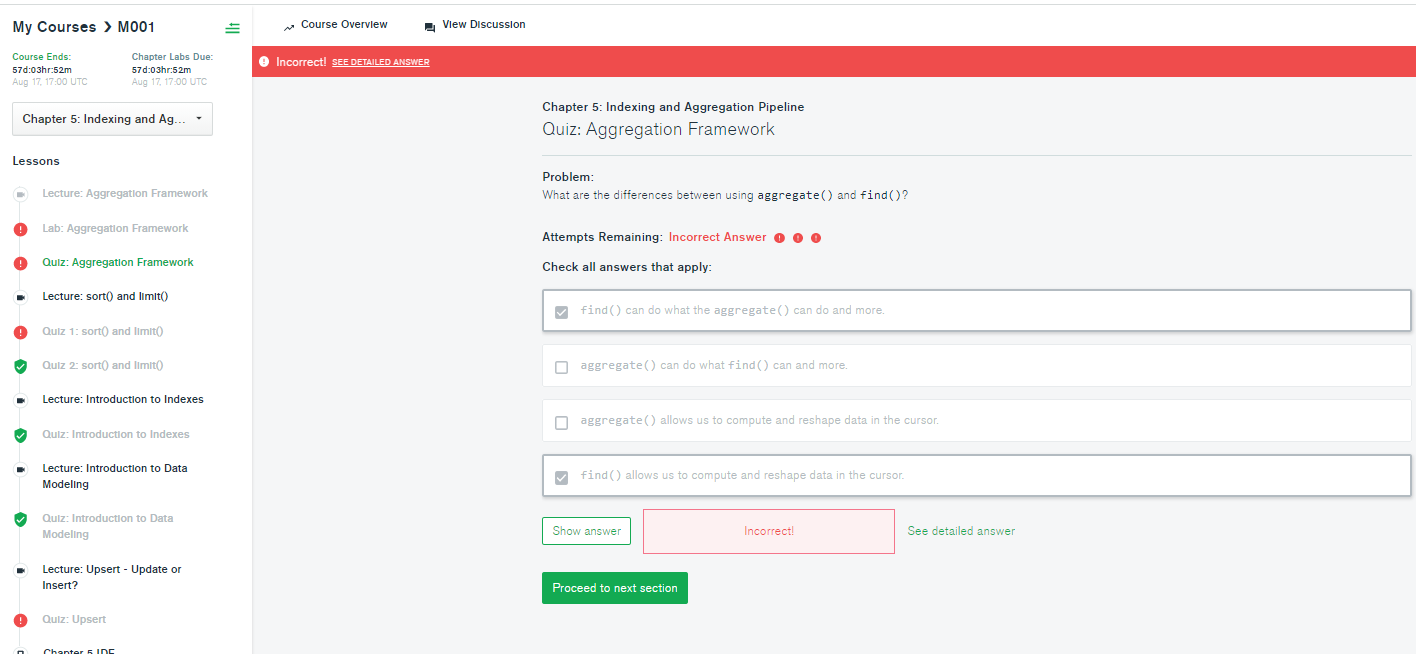 My Courses ❯ M001
Course Ends:
57d:03hr:52m
Aug 17, 17:00 UTC
Chapter Labs Due:
57d:03hr:52m
Aug 17, 17:00 UTC
Chapter 5: Indexing and Ag...
Lessons
Lecture: Aggregation Framework
Lab: Aggregation Framework
Quiz: Aggregation Framework
Lecture: sort() and limit()
Quiz 1: sort() and limit()
Quiz 2: sort() and limit()
Lecture: Introduction to Indexes
Quiz: Introduction to Indexes
Lecture: Introduction to Data
Modeling
Quiz: Introduction to Data
Modeling
Lecture: Upsert - Update or
Insert?
Quiz: Upsert
Chapter 5 IDE
Course Overview
View Discussion
Incorrect! SEE DETAILED ANSWER
Chapter 5: Indexing and Aggregation Pipeline
Quiz: Aggregation Framework
Problem:
What are the differences between using aggregate() and find()?
Attempts Remaining: Incorrect Answer
Check all answers that apply:
find() can do what the aggregate() can do and more.
aggregate() can do what find() can and more.
aggregate() allows us to compute and reshape data in the cursor.
find() allows us to compute and reshape data in the cursor.
Show answer
Incorrect!
See detailed answer
Proceed to next section